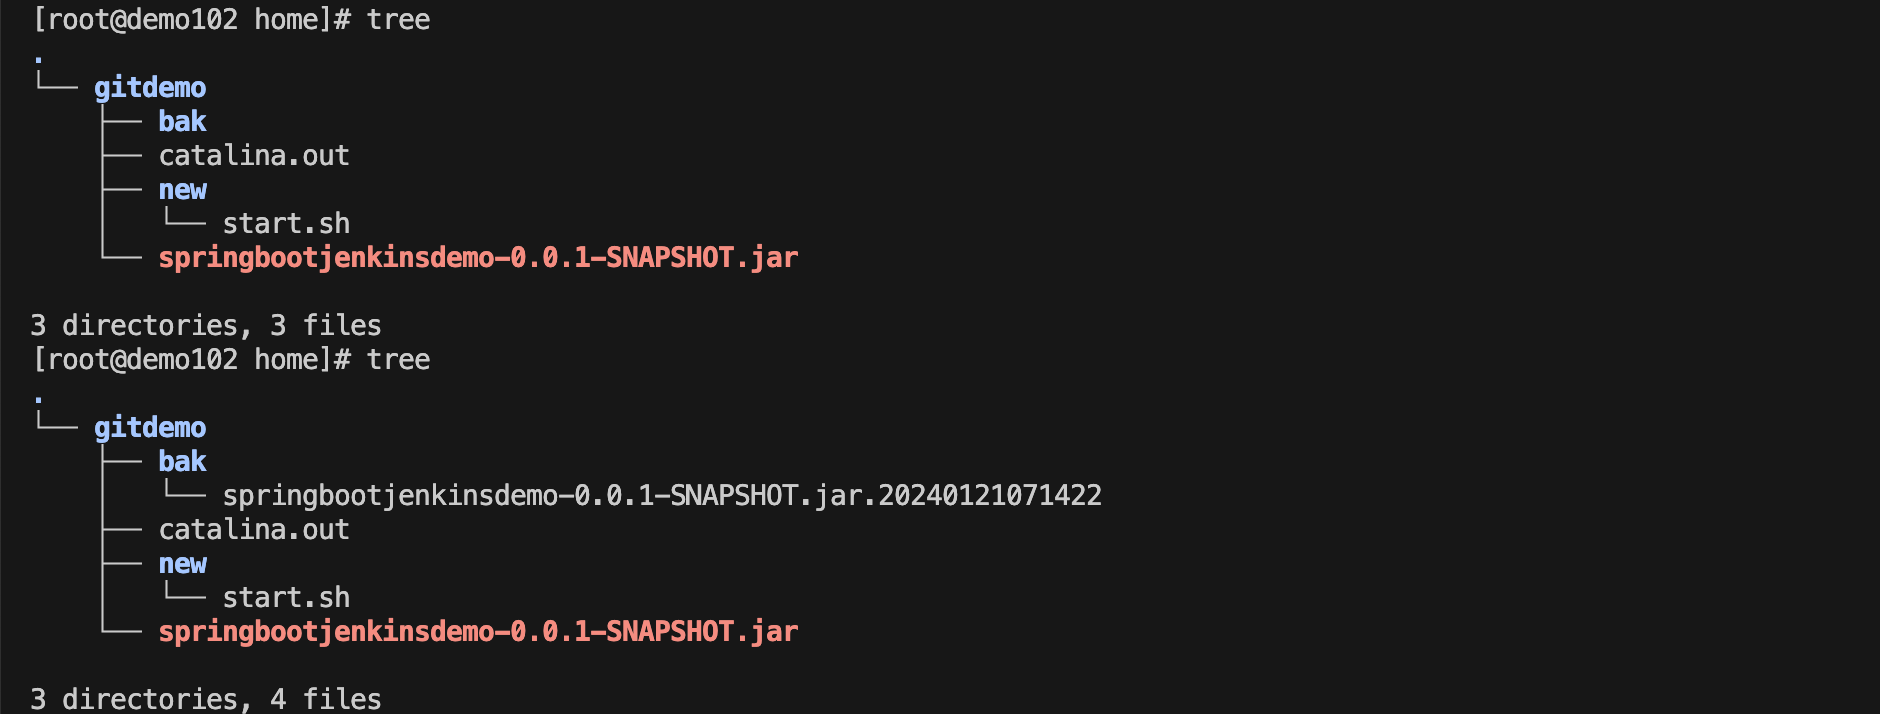 [root@demo102 home]# tree
.
└── gitdemo
    ├── bak
    ├── catalina.out
    ├── new
    │   └── start.sh
    └── springbootjenkinsdemo-0.0.1-SNAPSHOT.jar

3 directories, 3 files
[root@demo102 home]# tree
.
└── gitdemo
    ├── bak
    │   └── springbootjenkinsdemo-0.0.1-SNAPSHOT.jar.20240121071422
    ├── catalina.out
    ├── new
    │   └── start.sh
    └── springbootjenkinsdemo-0.0.1-SNAPSHOT.jar

3 directories, 4 files